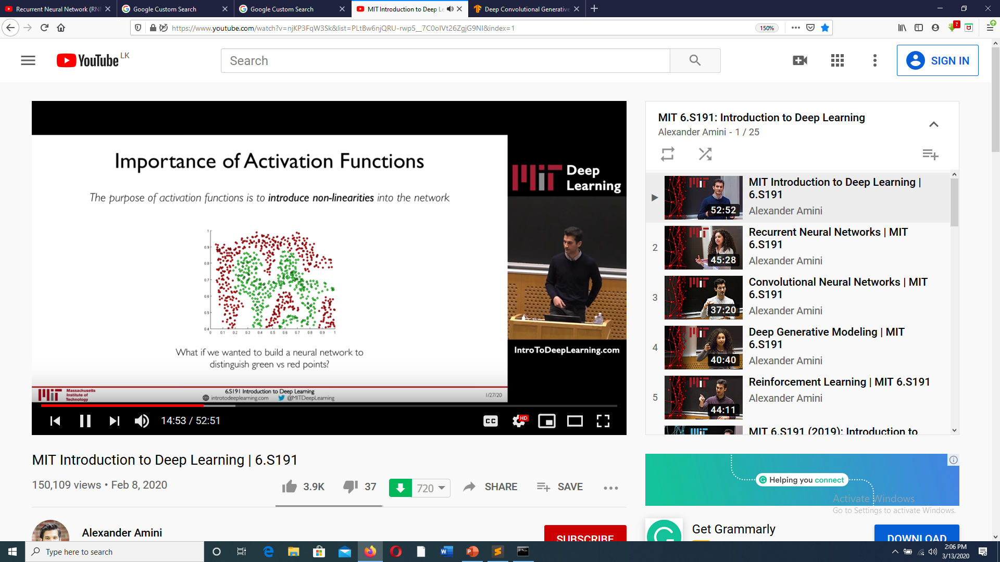 Recurrent Neural Network (RN
Google Custom Search
Google Custom Search
MIT Introduction to Deep Le
Deep Convolutional Generative
https://www.youtube.com/watch?v=njKP3FqW3Sk&list=PLtBw6njQRU-rwp5__7C0oIVt26ZgjG9NI&index=1
150%
YouTube LK
Search
SIGN IN
Importance of Activation Functions
The purpose of activation functions is to introduce non-linearities into the network
1
0.9
0.8
0.7
0.6
0.5
0.4
0 0.1 0.2 0.3 0.4 0.5 0.6 0.7 0.8 0.9 1
What if we wanted to build a neural network to
distinguish green vs red points?
MIT Massachusetts
Institute of
Technology
6.S191 Introduction to Deep Learning
introtodeeplearning.com @MITDeepLearning
1/27/20
MIT Deep
Learning
IntroToDeepLearning.com
14:53 / 52:51
CC
HD
MIT Introduction to Deep Learning | 6.S191
150,109 views • Feb 8, 2020
3.9K
37
720
SHARE
SAVE
Alexander Amini
SUBSCRIBE
MIT 6.S191: Introduction to Deep Learning
Alexander Amini - 1 / 25
52:52
MIT Introduction to Deep Learning |
6.S191
Alexander Amini
2
45:28
Recurrent Neural Networks | MIT
6.S191
Alexander Amini
3
37:20
Convolutional Neural Networks | MIT
6.S191
Alexander Amini
4
40:40
Deep Generative Modeling | MIT
6.S191
Alexander Amini
5
44:11
Reinforcement Learning | MIT 6.S191
Alexander Amini
MIT 6.S191 (2019): Introduction to
Helping you connect
Activate Windows
Go to Settings to activate Windows.
Get Grammarly
DOWNLOAD
Type here to search
2:06 PM
3/13/2020